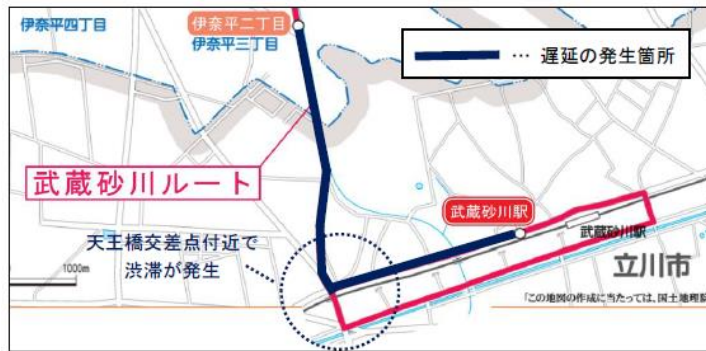 伊奈平四丁目
伊奈平二丁目
伊奈平三丁目
… 遅延の発生箇所
武蔵砂川ルート
武蔵砂川駅
武蔵砂川駅
天王橋交差点付近で
渋滞が発生
1000m
立川市
「この地図の作成に当たっては、国土地理院